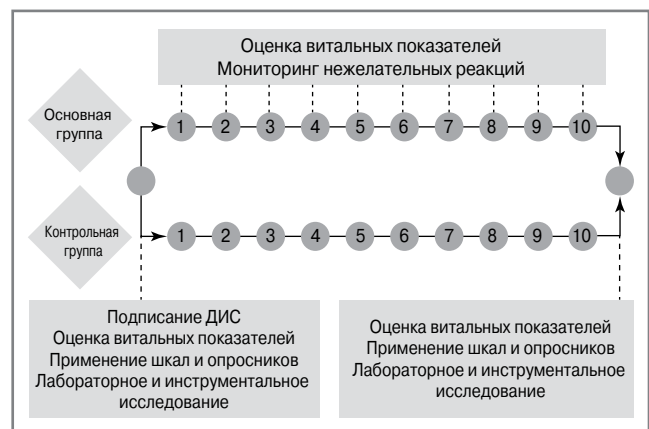 Оценка витальных показателей
Мониторинг нежелательных реакций
Основная
группа
1 2 3 4 5 6 7 8 9 10
Контрольная
группа
1 2 3 4 5 6 7 8 9 10
Подписание ДИС
Оценка витальных показателей
Применение шкал и опросников
Лабораторное и инструментальное
исследование
Оценка витальных показателей
Применение шкал и опросников
Лабораторное и инструментальное
исследование